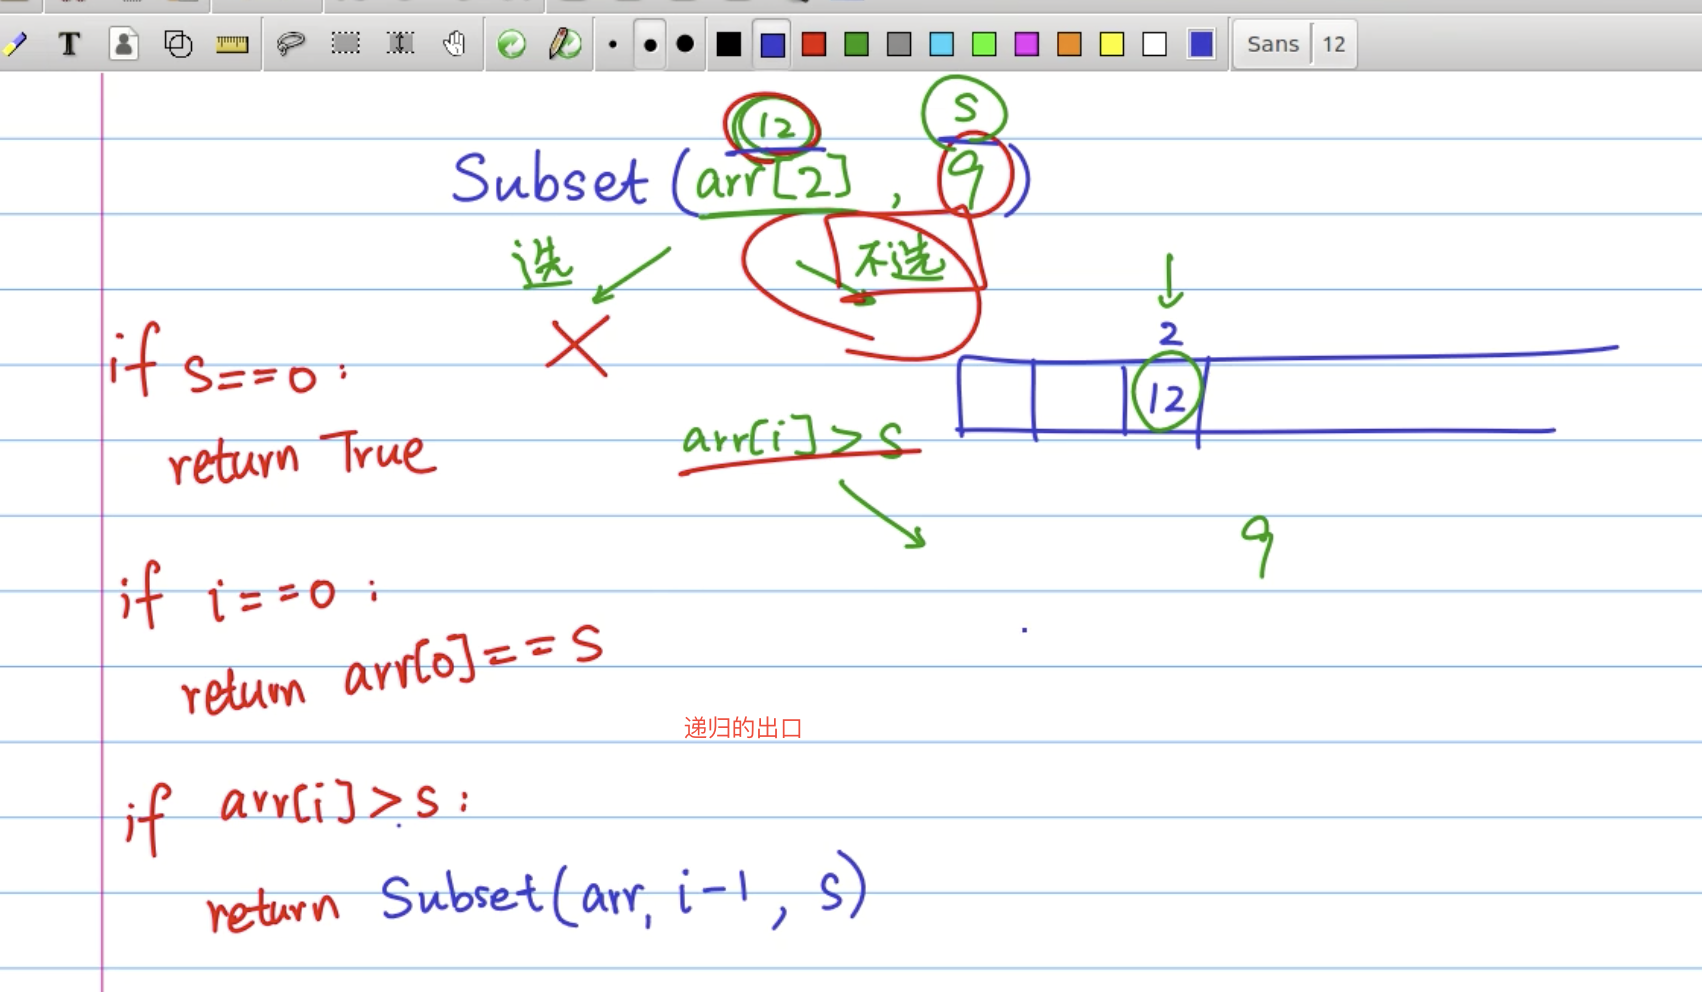 Sans 12
12 S
Subset (arr[2] , 9)
选 不选
2
12
if s==0 :
return True
arr[i] > S
9
if i==0 :
return arr[0]==S
递归的出口
if arr[i]>s :
return Subset(arr, i-1, S)